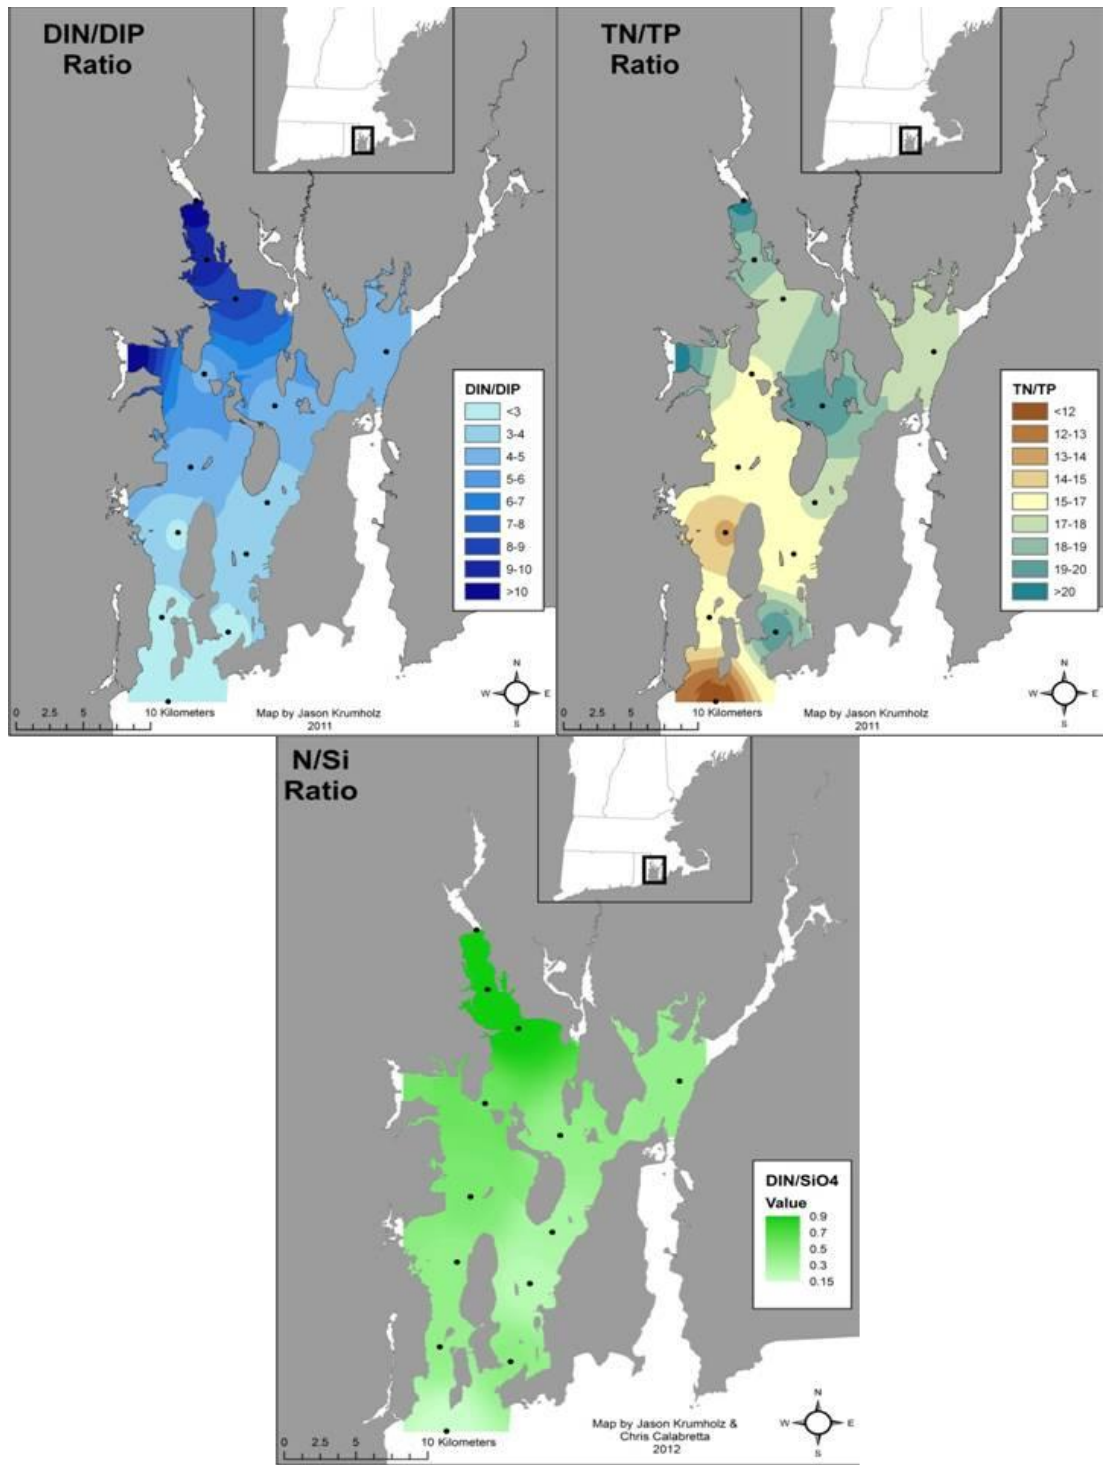 DIN/DIP
Ratio
DIN/DIP
<3
3-4
4-5
5-6
6-7
7-8
8-9
9-10
>10
N
W
E
S
0 2.5 5 10 Kilometers
Map by Jason Krumholz
2011
TN/TP
Ratio
TN/TP
<12
12-13
13-14
14-15
15-17
17-18
18-19
19-20
>20
N
W
E
S
0 2.5 5 10 Kilometers
Map by Jason Krumholz
2011
N/Si
Ratio
DIN/SiO4
Value
0.9
0.7
0.5
0.3
0.15
N
W
E
S
0 2.5 5 10 Kilometers
Map by Jason Krumholz &
Chris Calabretta
2012